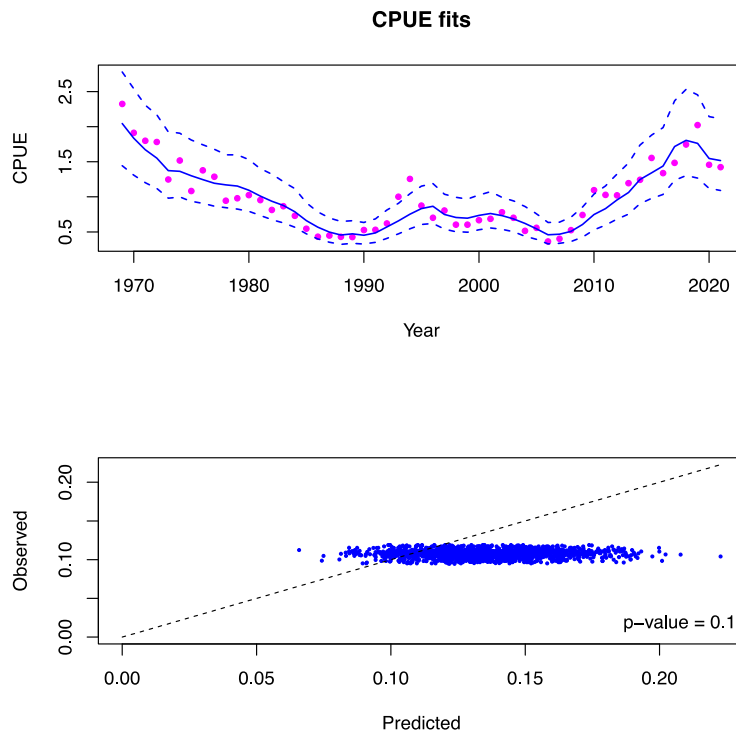 CPUE fits
2.5
1.5
0.5
CPUE
1970 1980 1990 2000 2010 2020
Year
0.20
0.10
0.00
Observed
p-value = 0.1
0.00 0.05 0.10 0.15 0.20
Predicted